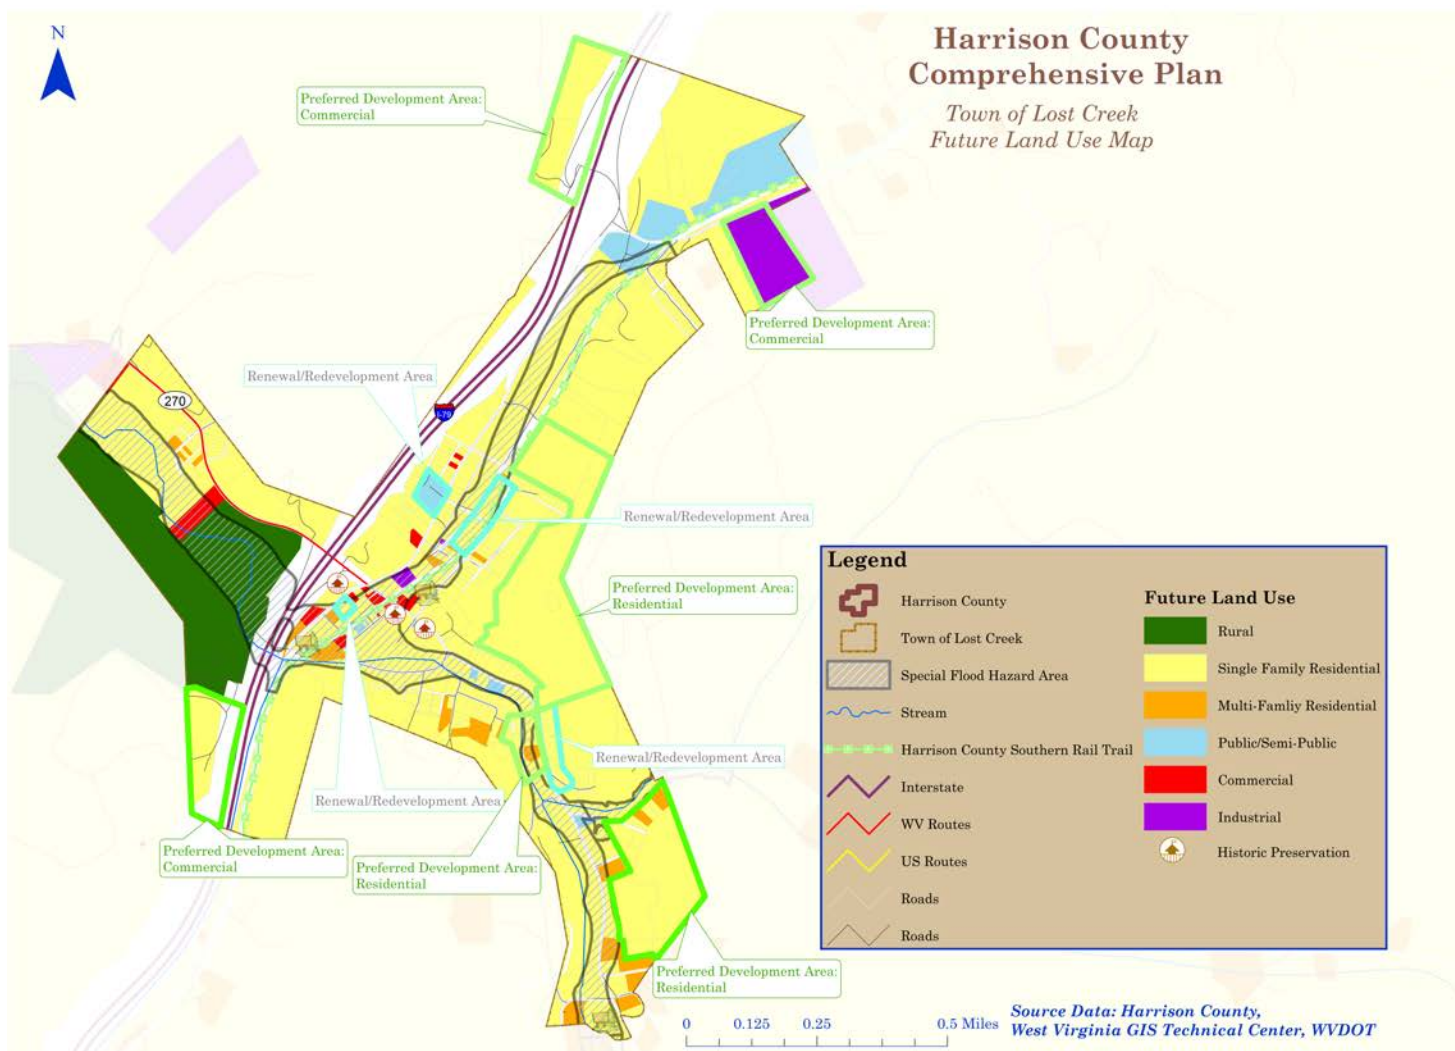 N
Harrison County
Comprehensive Plan
Town of Lost Creek
Future Land Use Map
Preferred Development Area:
Commercial
Preferred Development Area:
Commercial
Renewal/Redevelopment Area
270
I-79
Renewal/Redevelopment Area
Preferred Development Area:
Residential
Renewal/Redevelopment Area
Renewal/Redevelopment Area
Preferred Development Area:
Commercial
Preferred Development Area:
Residential
Preferred Development Area:
Residential
Legend
Harrison County
Town of Lost Creek
Special Flood Hazard Area
Stream
Harrison County Southern Rail Trail
Interstate
WV Routes
US Routes
Roads
Roads
Future Land Use
Rural
Single Family Residential
Multi-Famliy Residential
Public/Semi-Public
Commercial
Industrial
Historic Preservation
0 0.125 0.25 0.5 Miles
Source Data: Harrison County,
West Virginia GIS Technical Center, WVDOT